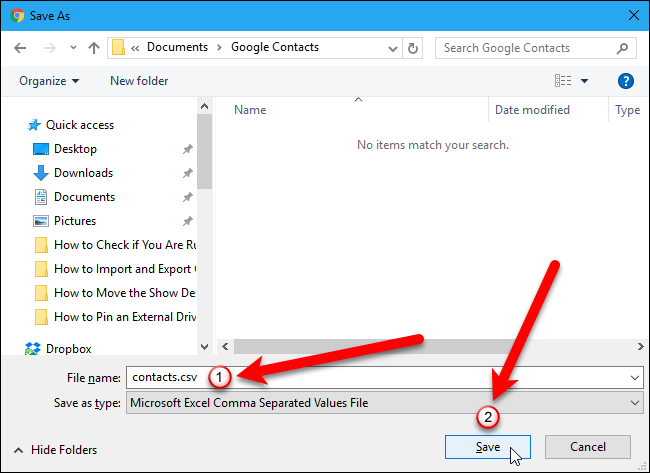 Save As
« Documents > Google Contacts
Search Google Contacts
Organize
New folder
?
Name
Date modified
Type
No items match your search.
Quick access
Desktop
Downloads
Documents
Pictures
How to Check if You Are Ru
How to Import and Export
How to Move the Show De
How to Pin an External Driv
Dropbox
File name: contacts.csv
1
Save as type: Microsoft Excel Comma Separated Values File
2
Hide Folders
Save
Cancel